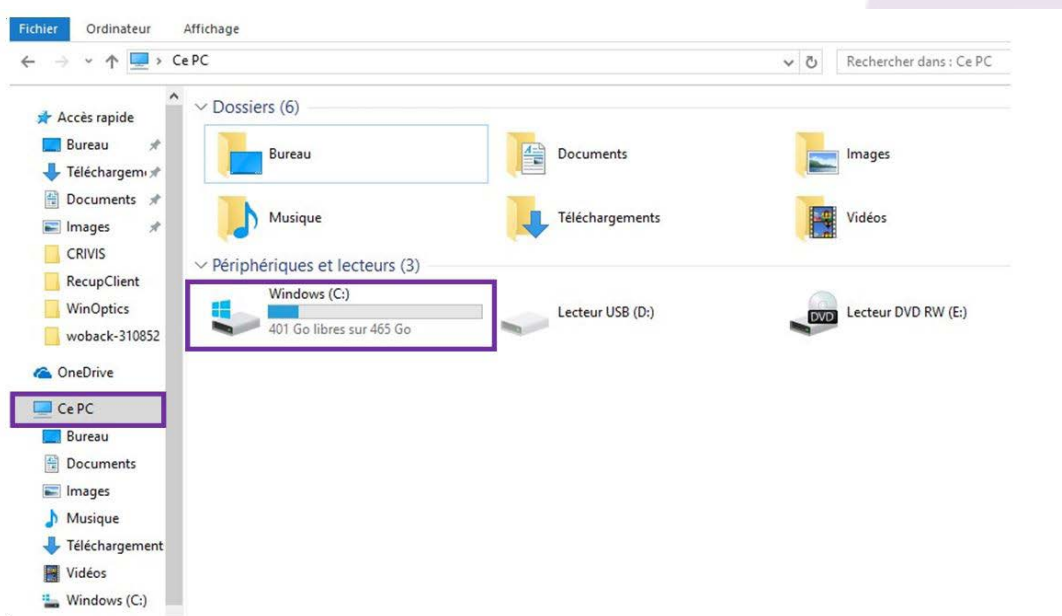 Fichier Ordinateur Affichage
Ce PC Rechercher dans : Ce PC
Accès rapide
Bureau
Téléchargem
Documents
Images
CRIVIS
RecupClient
WinOptics
woback-310852
OneDrive
Ce PC
Bureau
Documents
Images
Musique
Téléchargement
Vidéos
Windows (C:)
Dossiers (6)
Bureau Documents Images
Musique Téléchargements Vidéos
Périphériques et lecteurs (3)
Windows (C:)
401 Go libres sur 465 Go
Lecteur USB (D:)
DVD
Lecteur DVD RW (E:)